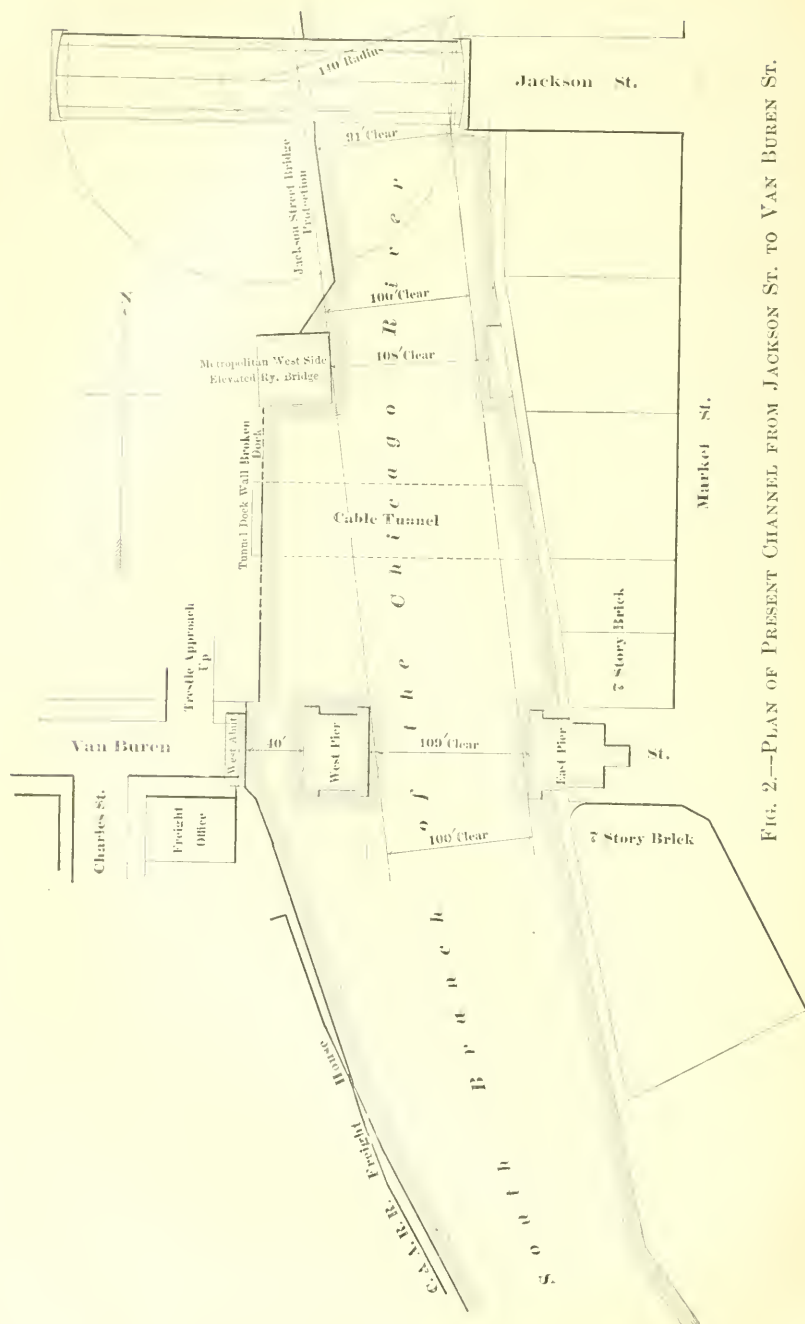 140' Radius
Jackson St.
91' Clear
Jackson Street Bridge
Protection
N
106' Clear
108' Clear
Metropolitan West Side
Elevated Ry. Bridge
Tunnel Dock Wall Broken
Dock
Cable Tunnel
Market St.
7 Story Brick
Trestle Approach
Up
Van Buren
West Abut
40'
West Pier
109' Clear
East Pier
St.
Charles St.
Freight
Office
100' Clear
7 Story Brick
C. & A. R. R. Freight House
South Branch of the Chicago River
FIG. 2.—PLAN OF PRESENT CHANNEL FROM JACKSON ST. TO VAN BUREN ST.